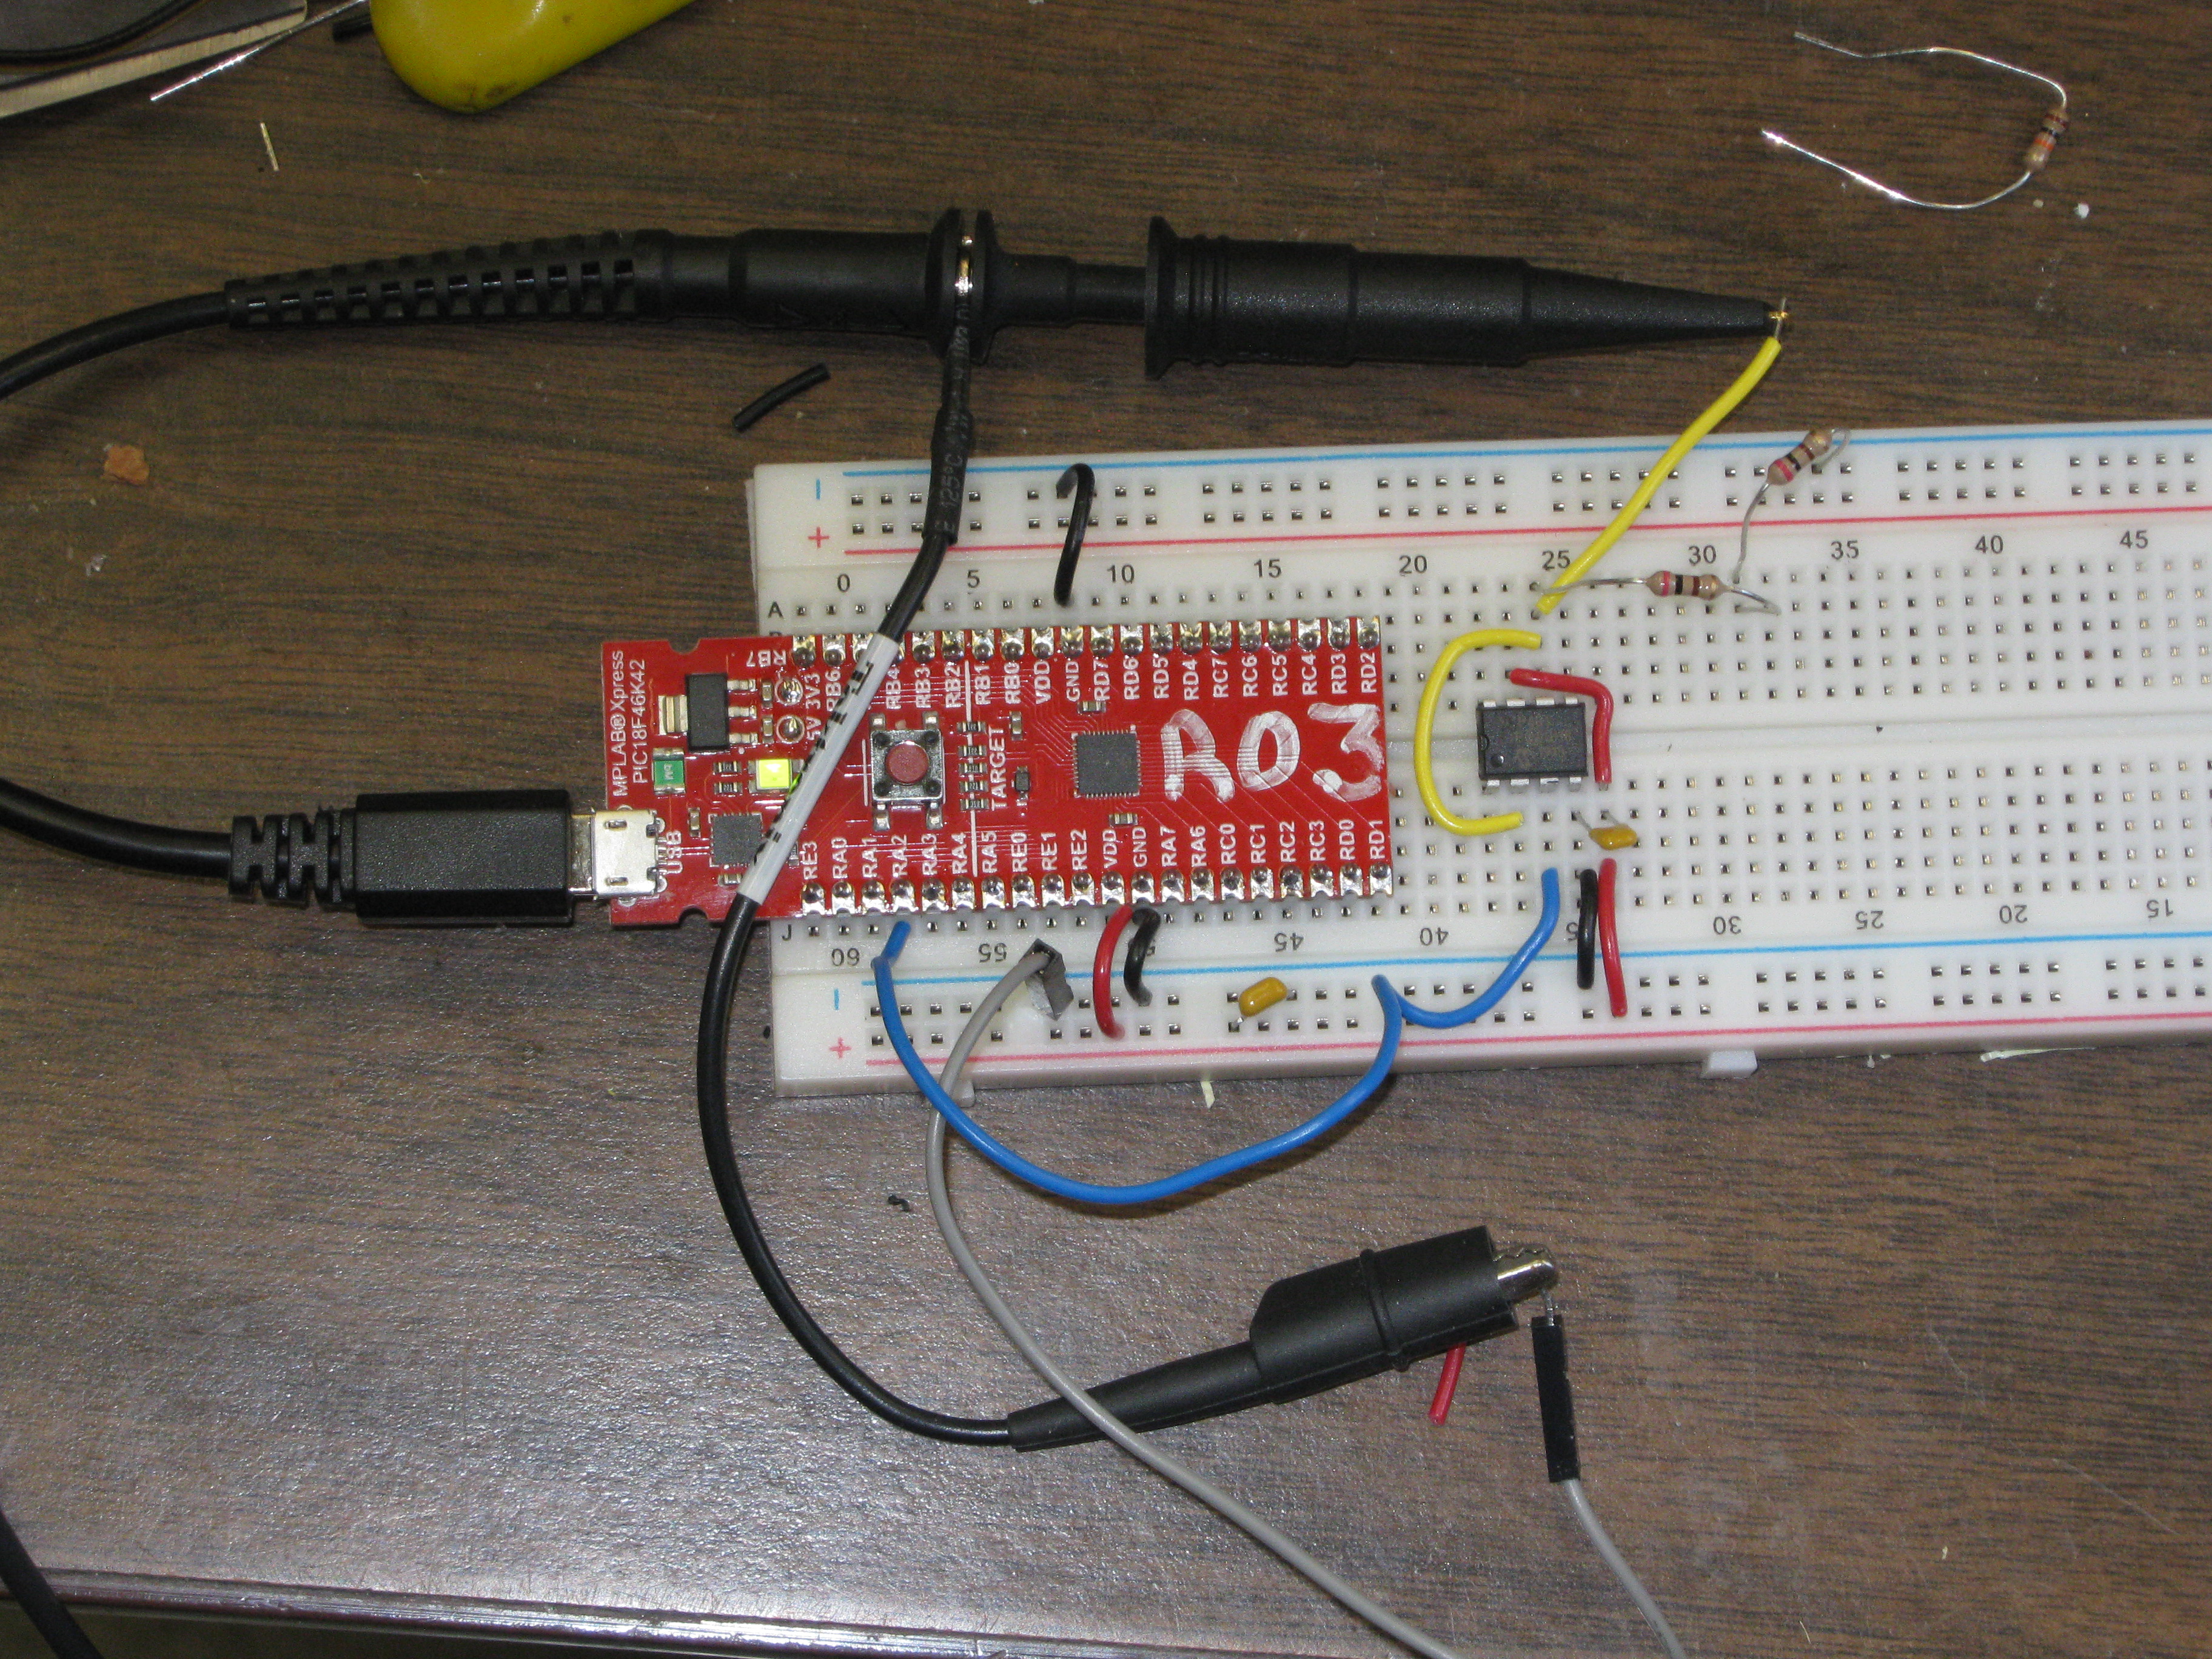 E 125°C
-
+
0 5 10 15 20 25 30 35 40 45
A
MPLAB®Xpress
PIC18F46K42
5V 3V3 RB6 RB4 RB3 RB2 RB1 RB0 VDD GND RD7 RD6 RD5 RD4 RC7 RC6 RC5 RC4 RD3 RD2
TARGET
R03
USB
RE3 RA0 RA1 RA2 RA3 RA4 RA5 RE0 RE1 RE2 VDD GND RA7 RA6 RC0 RC1 RC2 RC3 RD0 RD1
J
60 55 45 40 30 25 20 15
-
+